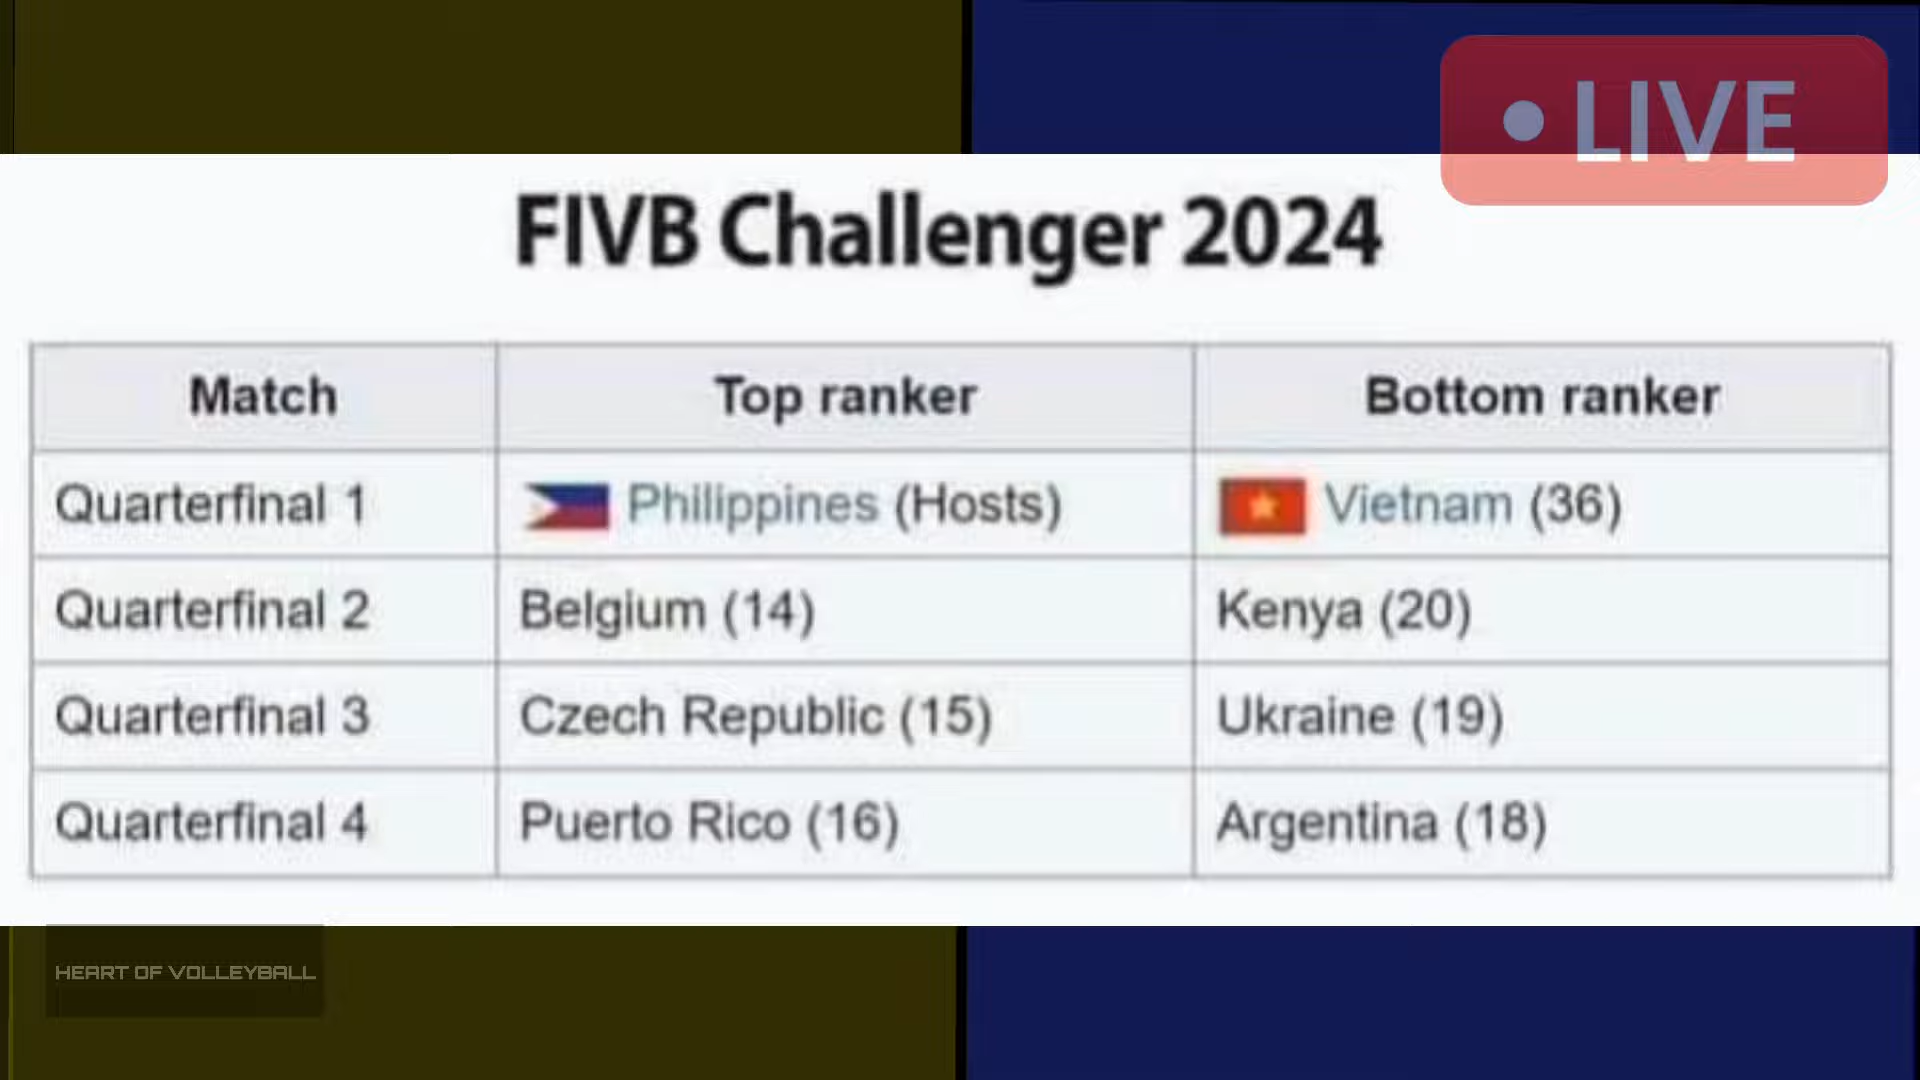 • LIVE
FIVB Challenger 2024
Match Top ranker Bottom ranker
Quarterfinal 1 Philippines (Hosts) Vietnam (36)
Quarterfinal 2 Belgium (14) Kenya (20)
Quarterfinal 3 Czech Republic (15) Ukraine (19)
Quarterfinal 4 Puerto Rico (16) Argentina (18)
HEART OF VOLLEYBALL